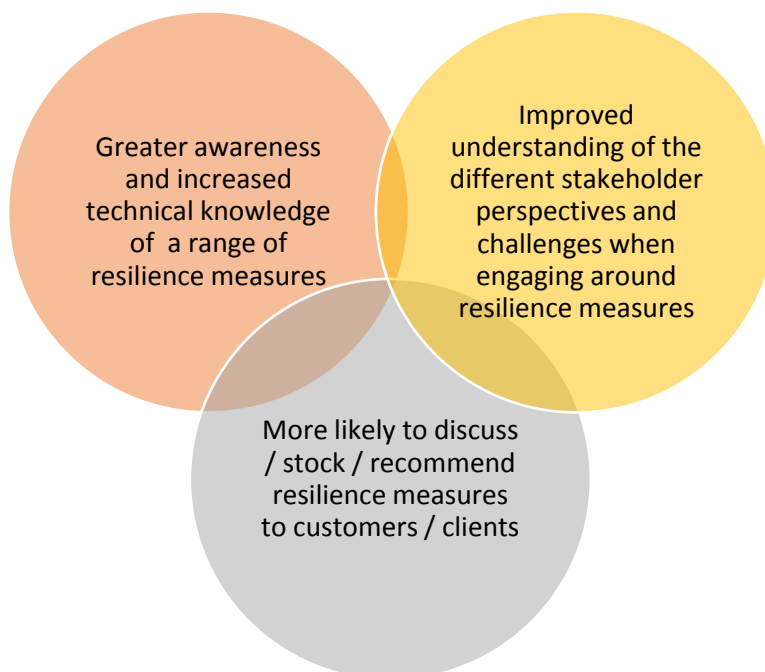 Greater awareness
and increased
technical knowledge
of a range of
resilience measures
Improved
understanding of the
different stakeholder
perspectives and
challenges when
engaging around
resilience measures
More likely to discuss
/ stock / recommend
resilience measures
to customers / clients